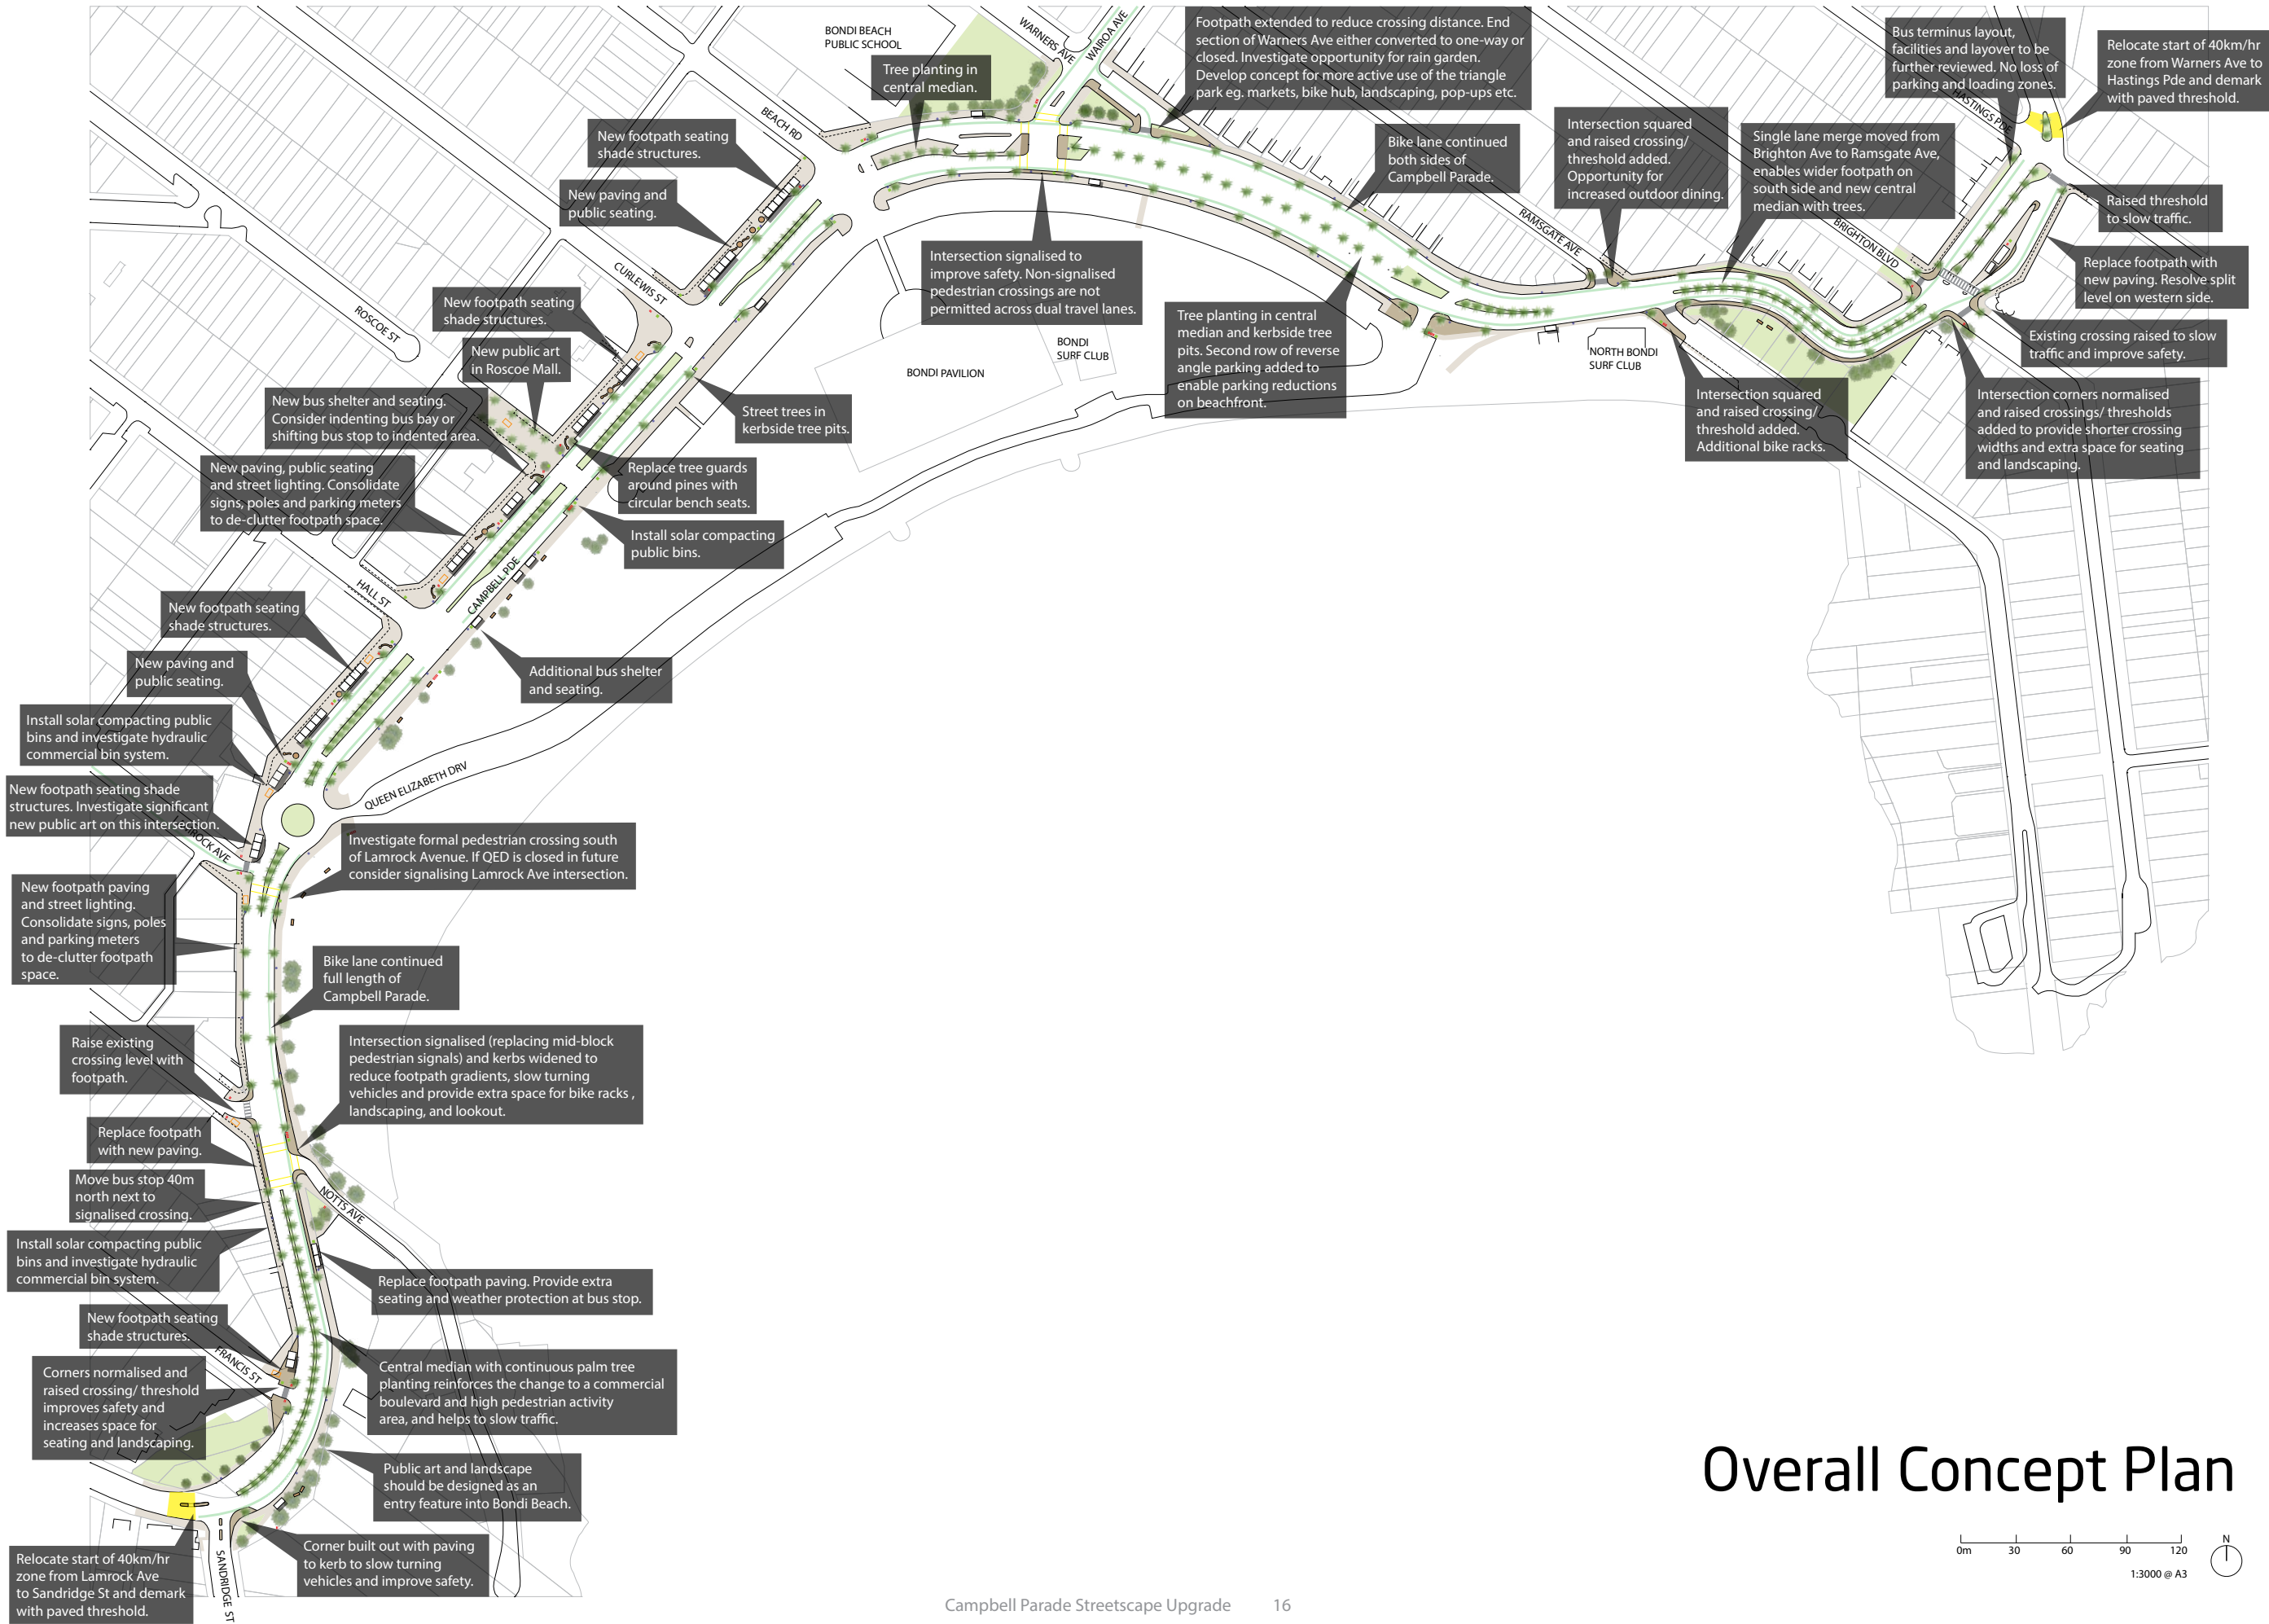 BONDI BEACH
PUBLIC SCHOOL
WARNERS AVE
WAIROA AVE
Footpath extended to reduce crossing distance. End
section of Warners Ave either converted to one-way or
closed. Investigate opportunity for rain garden.
Develop concept for more active use of the triangle
park eg. markets, bike hub, landscaping, pop-ups etc.
Bus terminus layout,
facilities and layover to be
further reviewed. No loss of
parking and loading zones.
Relocate start of 40km/hr
zone from Warners Ave to
Hastings Pde and demark
with paved threshold.
HASTINGS PDE
Tree planting in
central median.
BEACH RD
New footpath seating
shade structures.
Bike lane continued
both sides of
Campbell Parade.
Intersection squared
and raised crossing/
threshold added.
Opportunity for
increased outdoor dining.
Single lane merge moved from
Brighton Ave to Ramsgate Ave,
enables wider footpath on
south side and new central
median with trees.
New paving and
public seating.
Raised threshold
to slow traffic.
RAMSGATE AVE
BRIGHTON BLVD
Intersection signalised to
improve safety. Non-signalised
pedestrian crossings are not
permitted across dual travel lanes.
Replace footpath with
new paving. Resolve split
level on western side.
CURLEWIS ST
New footpath seating
shade structures.
ROSCOE ST
Tree planting in central
median and kerbside tree
pits. Second row of reverse
angle parking added to
enable parking reductions
on beachfront.
Existing crossing raised to slow
traffic and improve safety.
New public art
in Roscoe Mall.
BONDI
SURF CLUB
BONDI PAVILION
NORTH BONDI
SURF CLUB
New bus shelter and seating.
Consider indenting bus bay or
shifting bus stop to indented area.
Street trees in
kerbside tree pits.
Intersection squared
and raised crossing/
threshold added.
Additional bike racks.
Intersection corners normalised
and raised crossings/ thresholds
added to provide shorter crossing
widths and extra space for seating
and landscaping.
New paving, public seating
and street lighting. Consolidate
signs, poles and parking meters
to de-clutter footpath space.
Replace tree guards
around pines with
circular bench seats.
Install solar compacting
public bins.
HALL ST
CAMPBELL PDE
New footpath seating
shade structures.
New paving and
public seating.
Additional bus shelter
and seating.
Install solar compacting public
bins and investigate hydraulic
commercial bin system.
QUEEN ELIZABETH DRV
New footpath seating shade
structures. Investigate significant
new public art on this intersection.
ROCK AVE
Investigate formal pedestrian crossing south
of Lamrock Avenue. If QED is closed in future
consider signalising Lamrock Ave intersection.
New footpath paving
and street lighting.
Consolidate signs, poles
and parking meters
to de-clutter footpath
space.
Bike lane continued
full length of
Campbell Parade.
Raise existing
crossing level with
footpath.
Intersection signalised (replacing mid-block
pedestrian signals) and kerbs widened to
reduce footpath gradients, slow turning
vehicles and provide extra space for bike racks ,
landscaping, and lookout.
Replace footpath
with new paving.
Move bus stop 40m
north next to
signalised crossing.
NOTTS AVE
Install solar compacting public
bins and investigate hydraulic
commercial bin system.
Replace footpath paving. Provide extra
seating and weather protection at bus stop.
New footpath seating
shade structures.
FRANCIS ST
Corners normalised and
raised crossing/ threshold
improves safety and
increases space for
seating and landscaping.
Central median with continuous palm tree
planting reinforces the change to a commercial
boulevard and high pedestrian activity
area, and helps to slow traffic.
Public art and landscape
should be designed as an
entry feature into Bondi Beach.
Corner built out with paving
to kerb to slow turning
vehicles and improve safety.
Relocate start of 40km/hr
zone from Lamrock Ave
to Sandridge St and demark
with paved threshold.
SANDRIDGE ST
Overall Concept Plan
0m 30 60 90 120
N
1:3000 @ A3
Campbell Parade Streetscape Upgrade 16